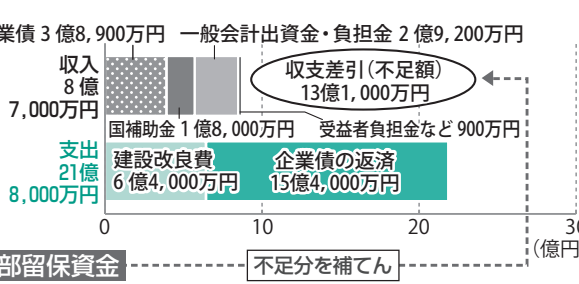 業債 3 億8,900万円 一般会計出資金・負担金 2 億9,200万円
収入
8 億
7,000万円
収支差引(不足額)
13億1,000万円
国補助金 1 億8,000万円 受益者負担金など 900万円
支出
21億
8,000万円
建設改良費
6 億4,000万円
企業債の返済
15億4,000万円
0 10 20 30
(億円
部留保資金 不足分を補てん